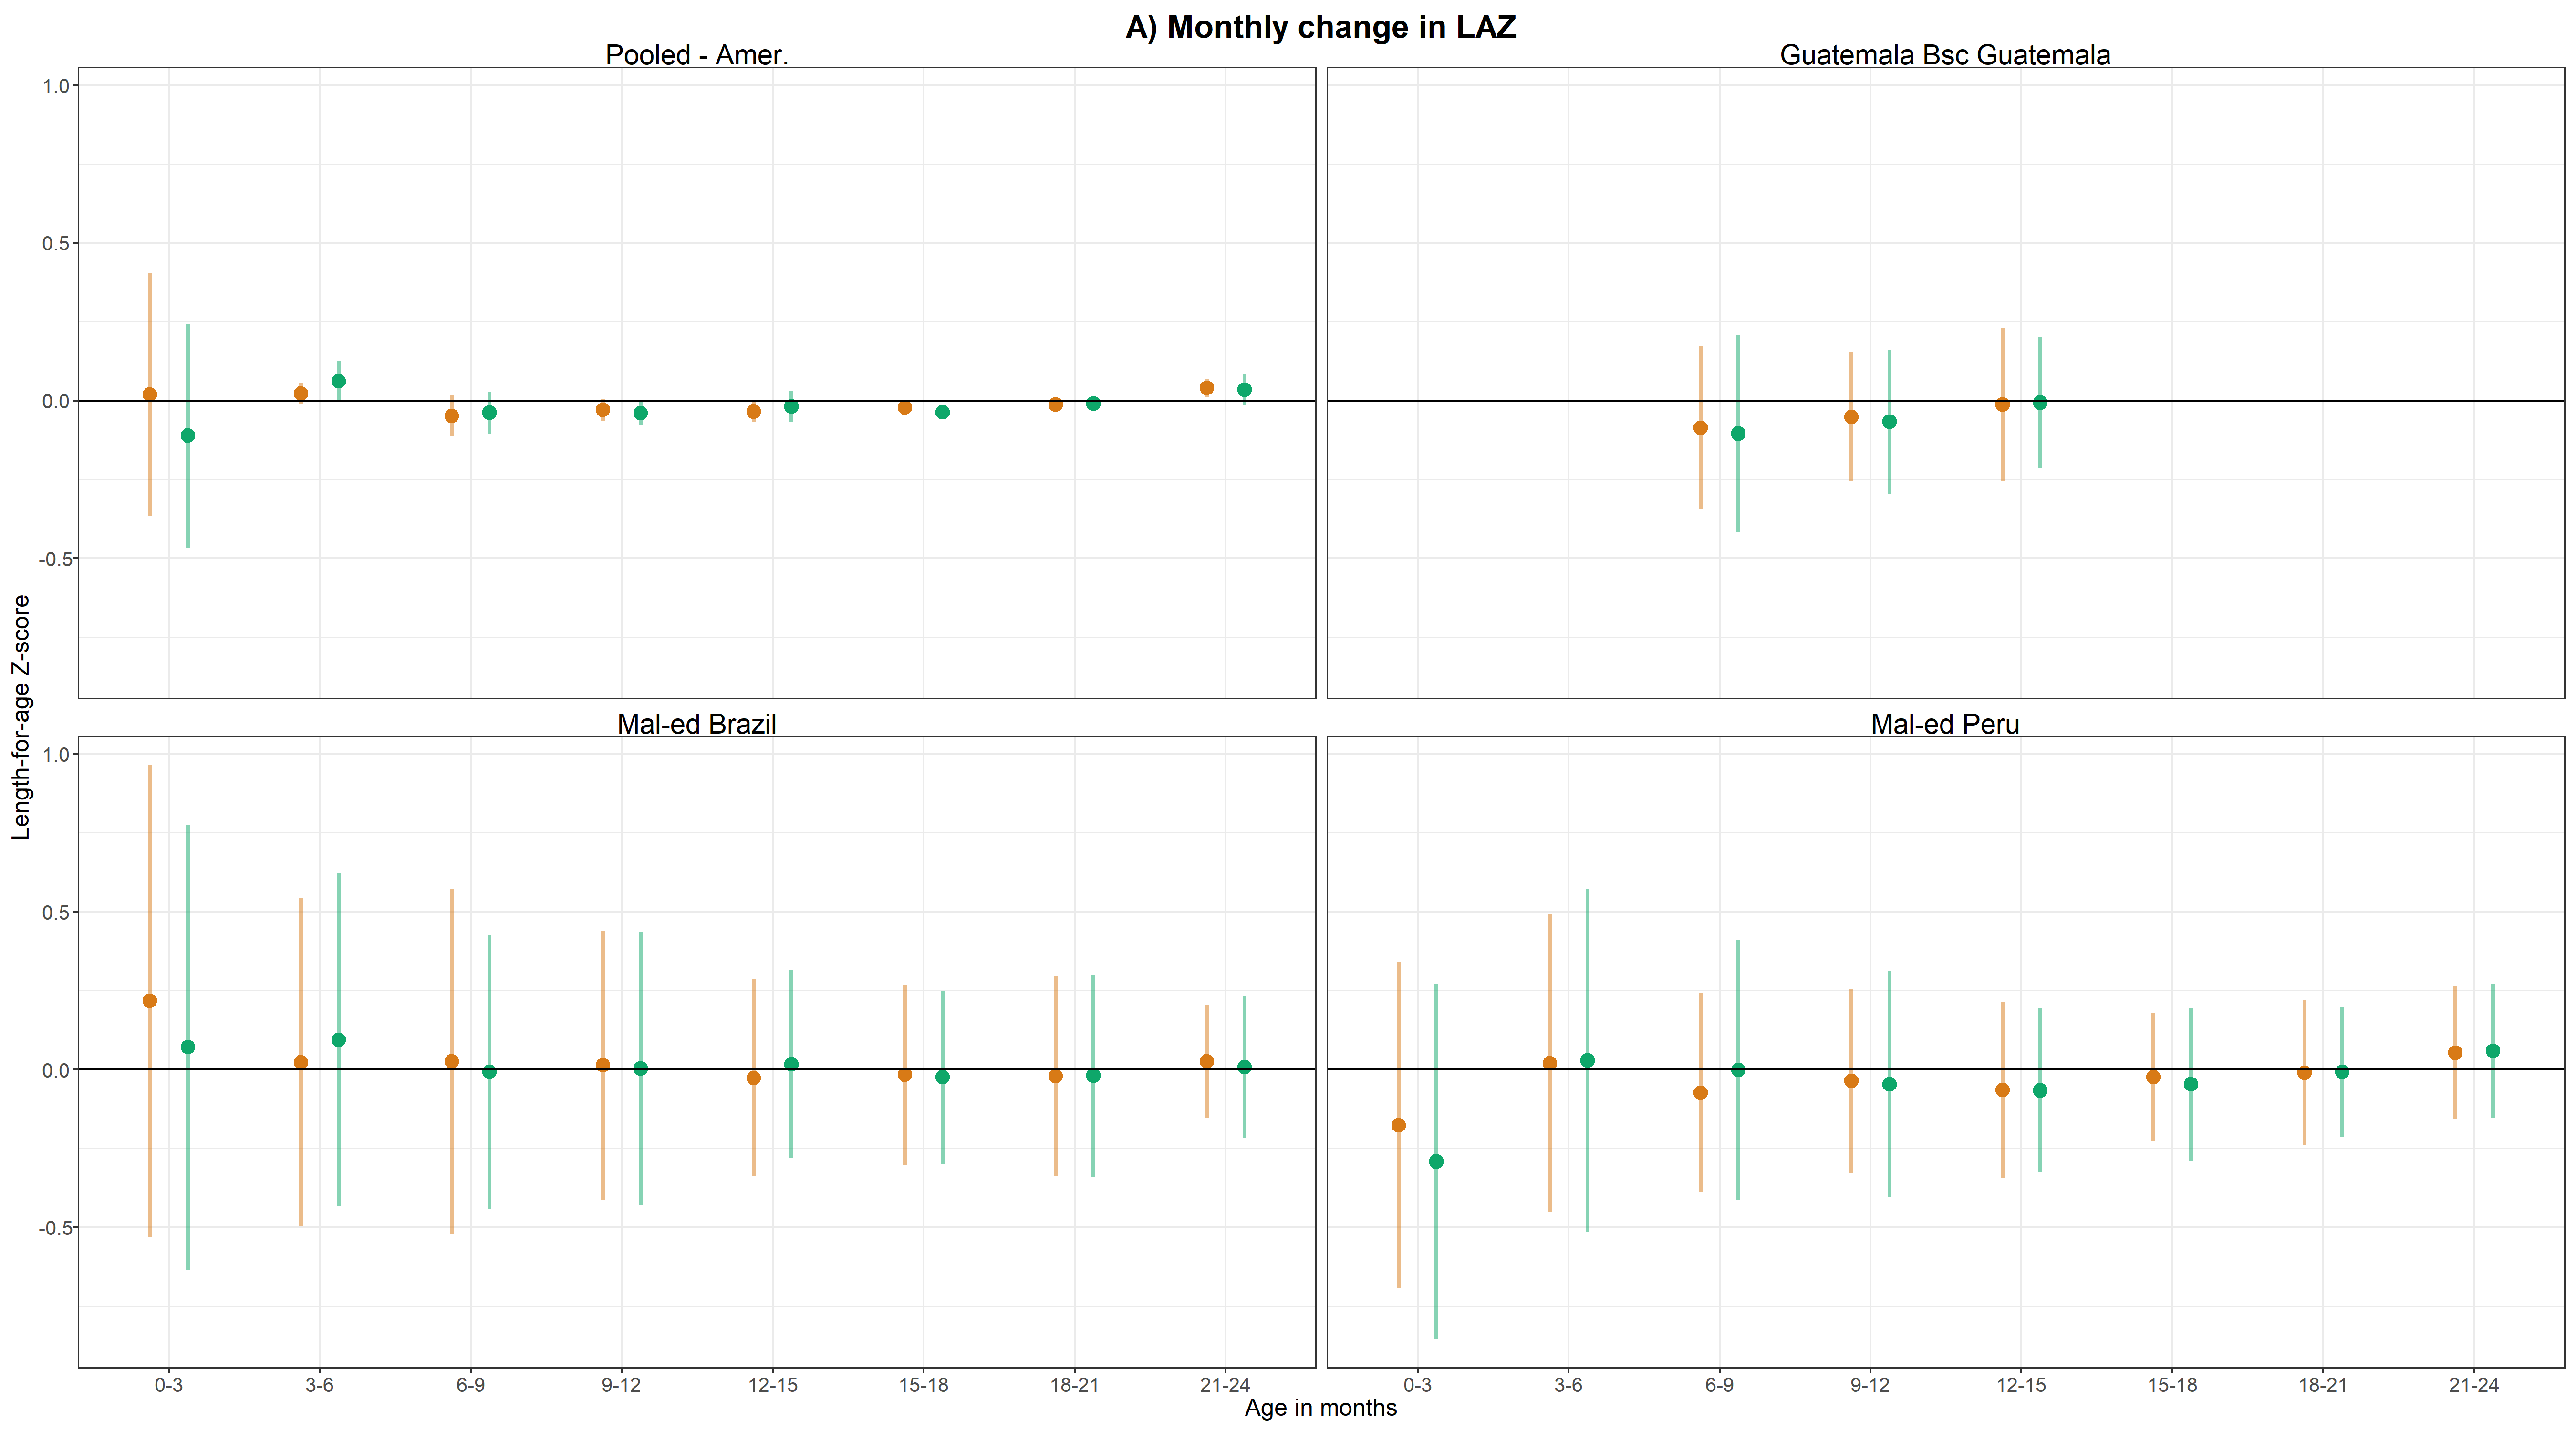 A) Monthly change in LAZ
Pooled - Amer.
Guatemala Bsc Guatemala
1.0
0.5
0.0
-0.5
Mal-ed Brazil
Mal-ed Peru
1.0
0.5
0.0
-0.5
Length-for-age Z-score
0-3 3-6 6-9 9-12 12-15 15-18 18-21 21-24
0-3 3-6 6-9 9-12 12-15 15-18 18-21 21-24
Age in months